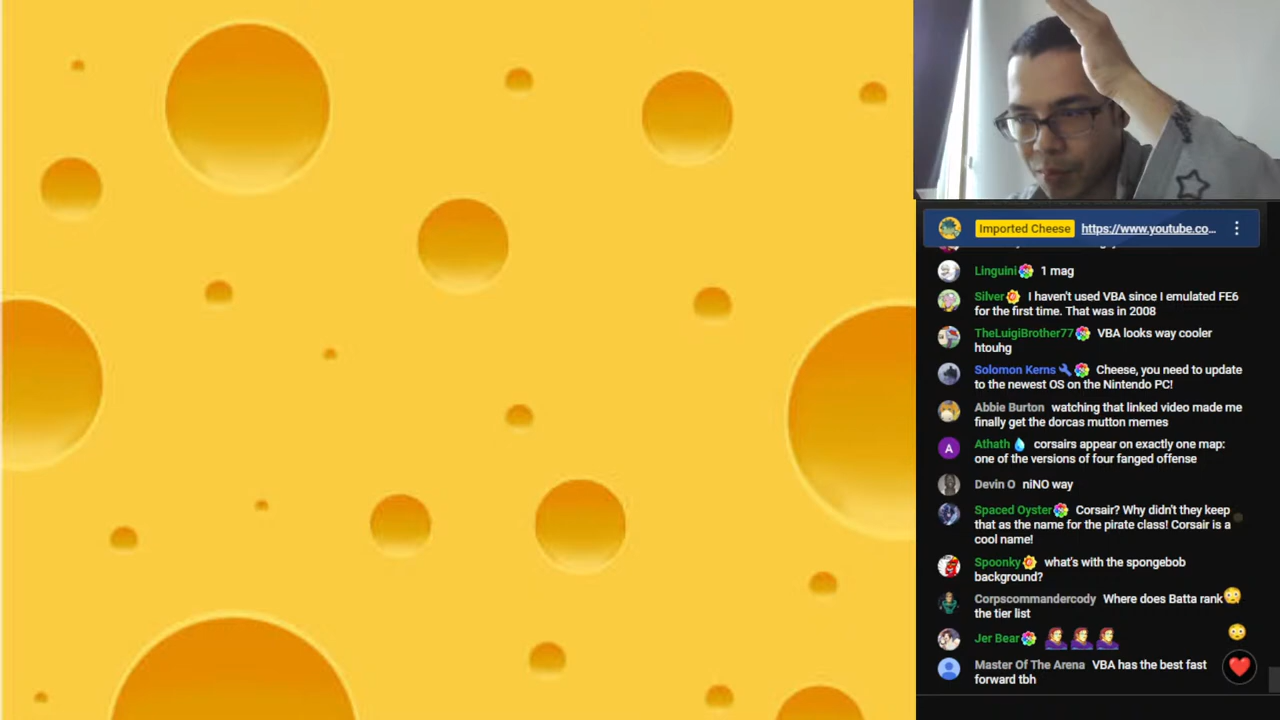 Imported Cheese https://www.youtube.co...
Linguini 1 mag
Silver I haven't used VBA since I emulated FE6
for the first time. That was in 2008
TheLuigiBrother77 VBA looks way cooler
htouhg
Solomon Kerns Cheese, you need to update
to the newest OS on the Nintendo PC!
Abbie Burton watching that linked video made me
finally get the dorcas mutton memes
A Athath corsairs appear on exactly one map:
one of the versions of four fanged offense
Devin O niNO way
Spaced Oyster Corsair? Why didn't they keep
that as the name for the pirate class! Corsair is a
cool name!
Spoonky what's with the spongebob
background?
Corpscommandercody Where does Batta rank
the tier list
Jer Bear
Master Of The Arena VBA has the best fast
forward tbh